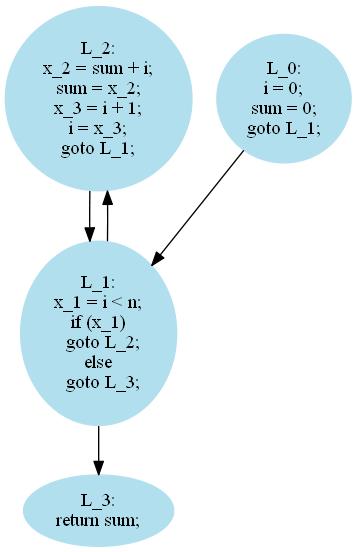 L_2:
x_2 = sum + i;
sum = x_2;
x_3 = i + 1;
i = x_3;
goto L_1;
L_0:
i = 0;
sum = 0;
goto L_1;
L_1:
x_1 = i < n;
if (x_1)
goto L_2;
else
goto L_3;
L_3:
return sum;